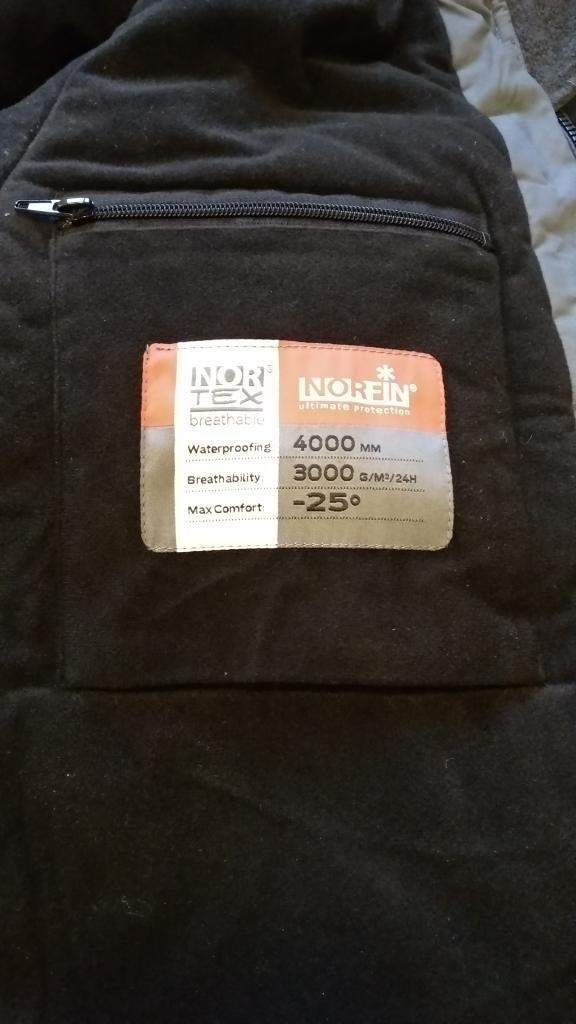 NOR
TEX
breathable
NORFIN®
ultimate protection
Waterproofing 4000 MM
Breathability: 3000 G/M²/24H
Max Comfort: -25°